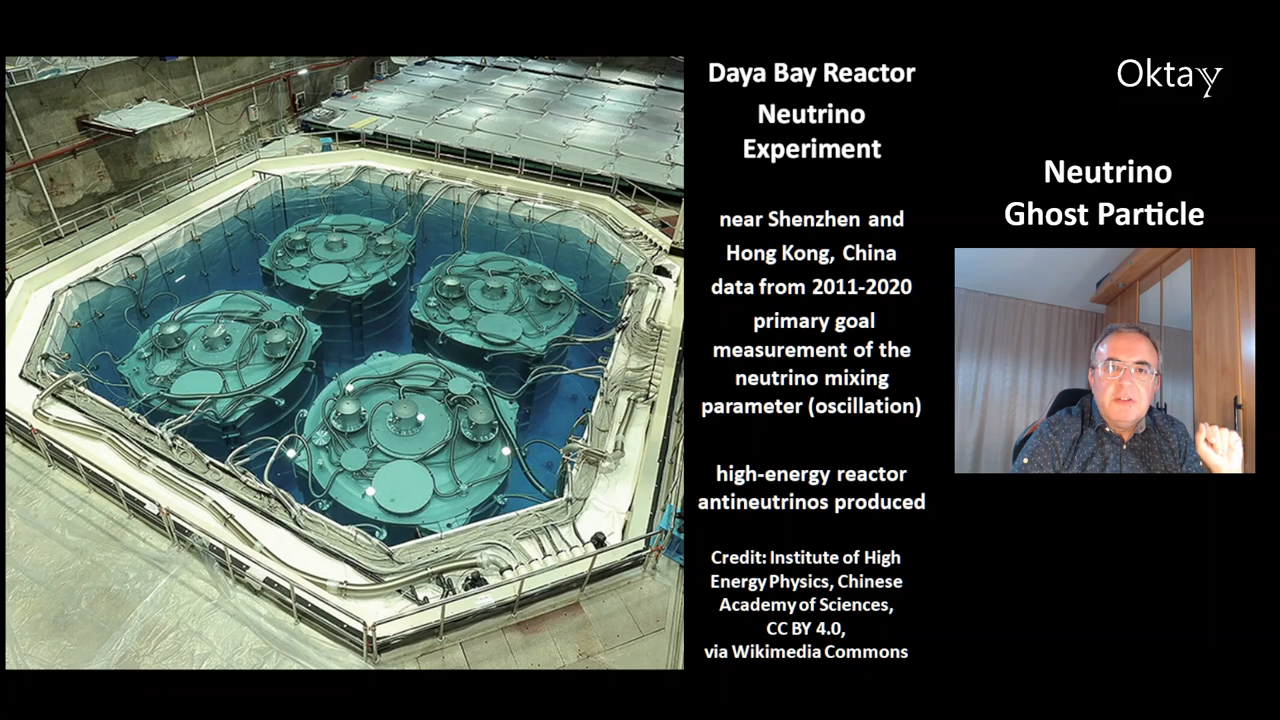 Daya Bay Reactor
Neutrino
Experiment
near Shenzhen and
Hong Kong, China
data from 2011-2020
primary goal
measurement of the
neutrino mixing
parameter (oscillation)
high-energy reactor
antineutrinos produced
Credit: Institute of High
Energy Physics, Chinese
Academy of Sciences,
CC BY 4.0,
via Wikimedia Commons
Oktay
Neutrino
Ghost Particle